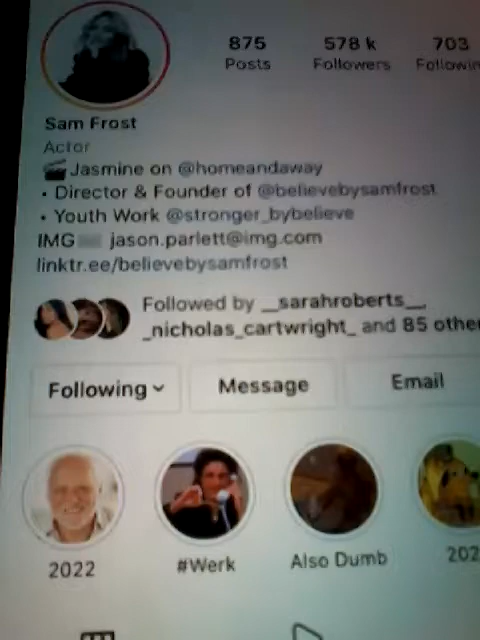 875 578 k 703
Posts Followers Followin
Sam Frost
Actor
Jasmine on @homeandaway
• Director & Founder of @believebysamfrost
• Youth Work @stronger_bybelieve
IMG jason.parlett@img.com
linktr.ee/believebysamfrost
Followed by __sarahroberts__,
_nicholas_cartwright_ and 85 other
Following Message Email
2022 #Werk Also Dumb 202